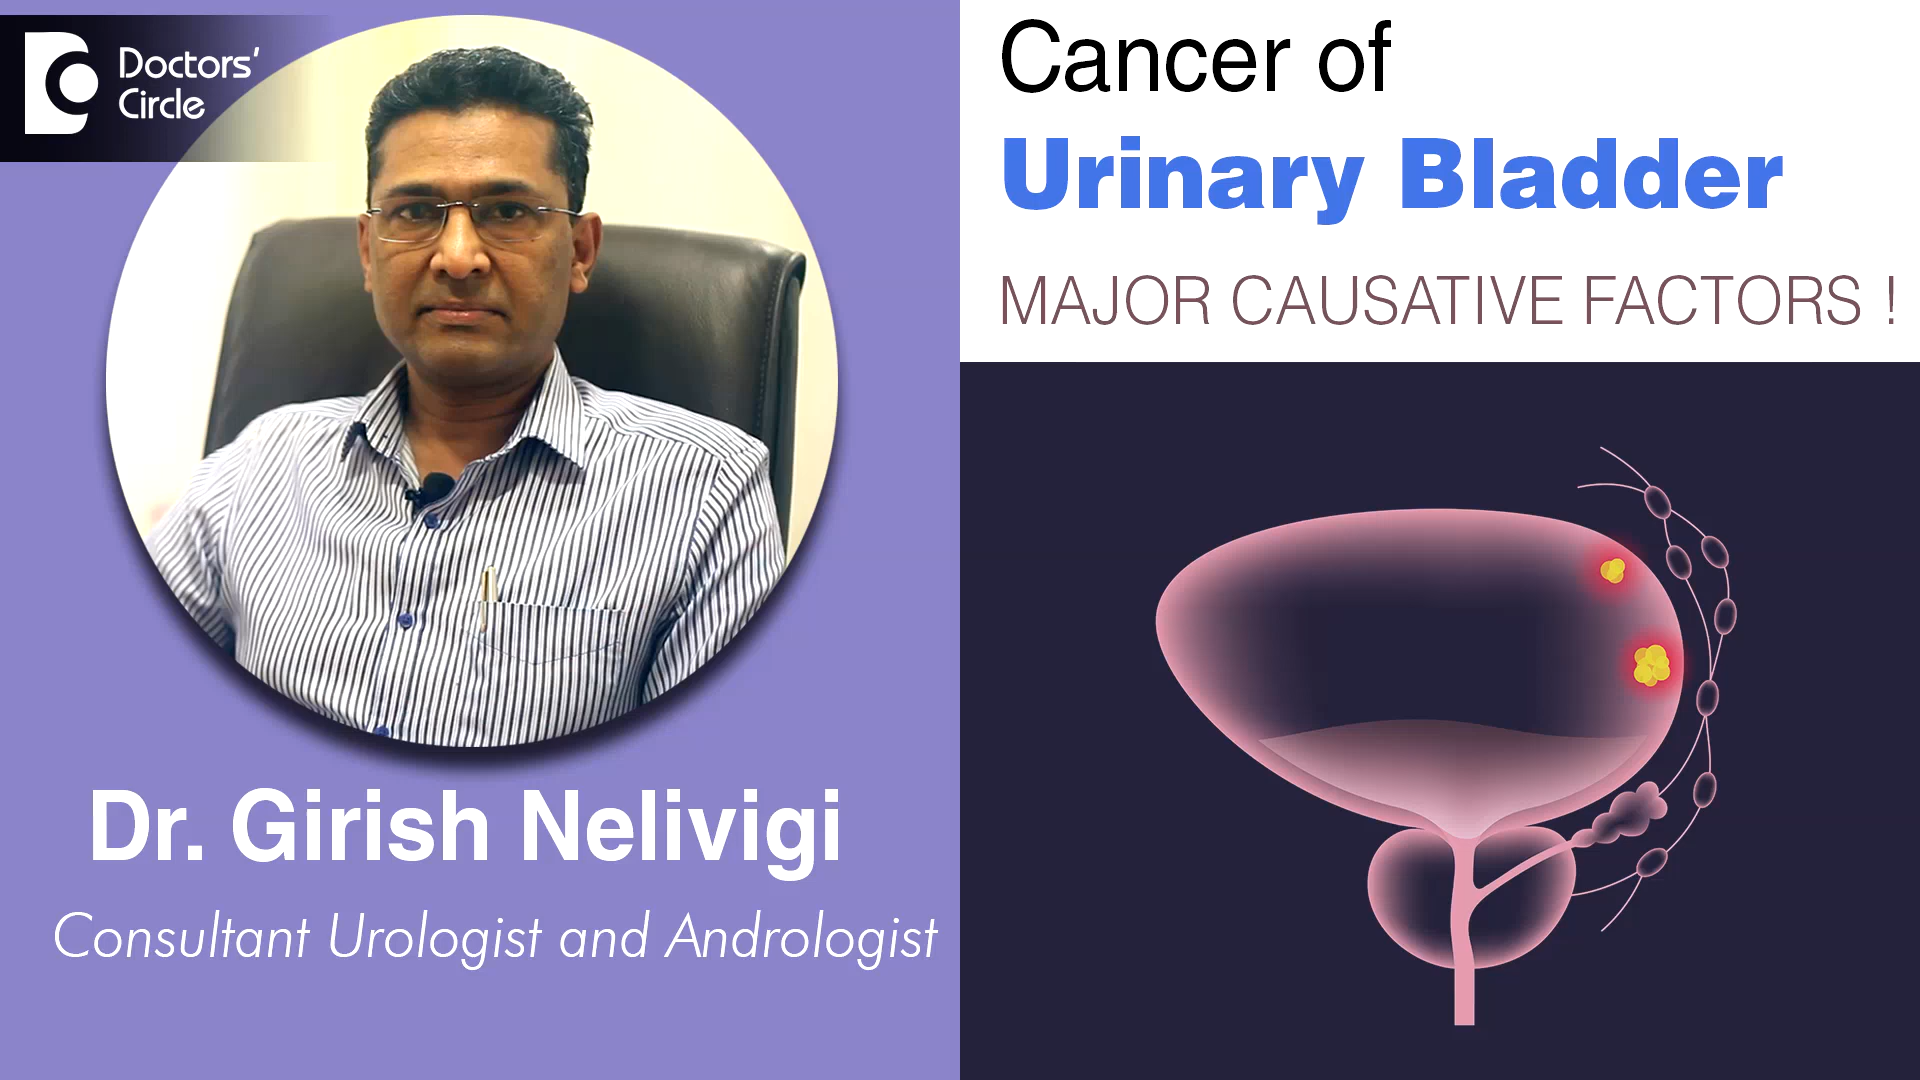 Doctors'
Circle
Dr. Girish Nelivigi
Consultant Urologist and Andrologist
Cancer of
Urinary Bladder
MAJOR CAUSATIVE FACTORS !